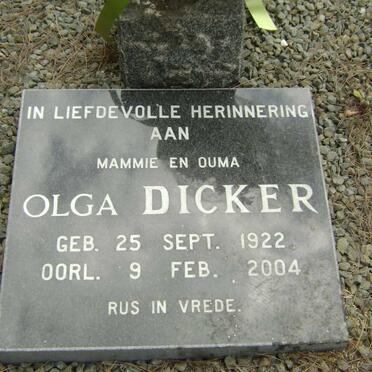 IN LIEFDEVOLLE HERINNERING
AAN
MAMMIE EN OUMA
OLGA DICKER
GEB. 25 SEPT. 1922
OORL. 9 FEB. 2004
RUS IN VREDE.